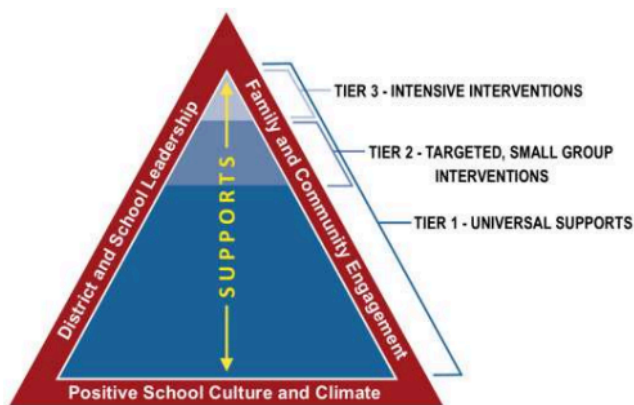 District and School Leadership
Family and Community Engagement
SUPPORTS
TIER 3 - INTENSIVE INTERVENTIONS
TIER 2 - TARGETED, SMALL GROUP
INTERVENTIONS
TIER 1 - UNIVERSAL SUPPORTS
Positive School Culture and Climate